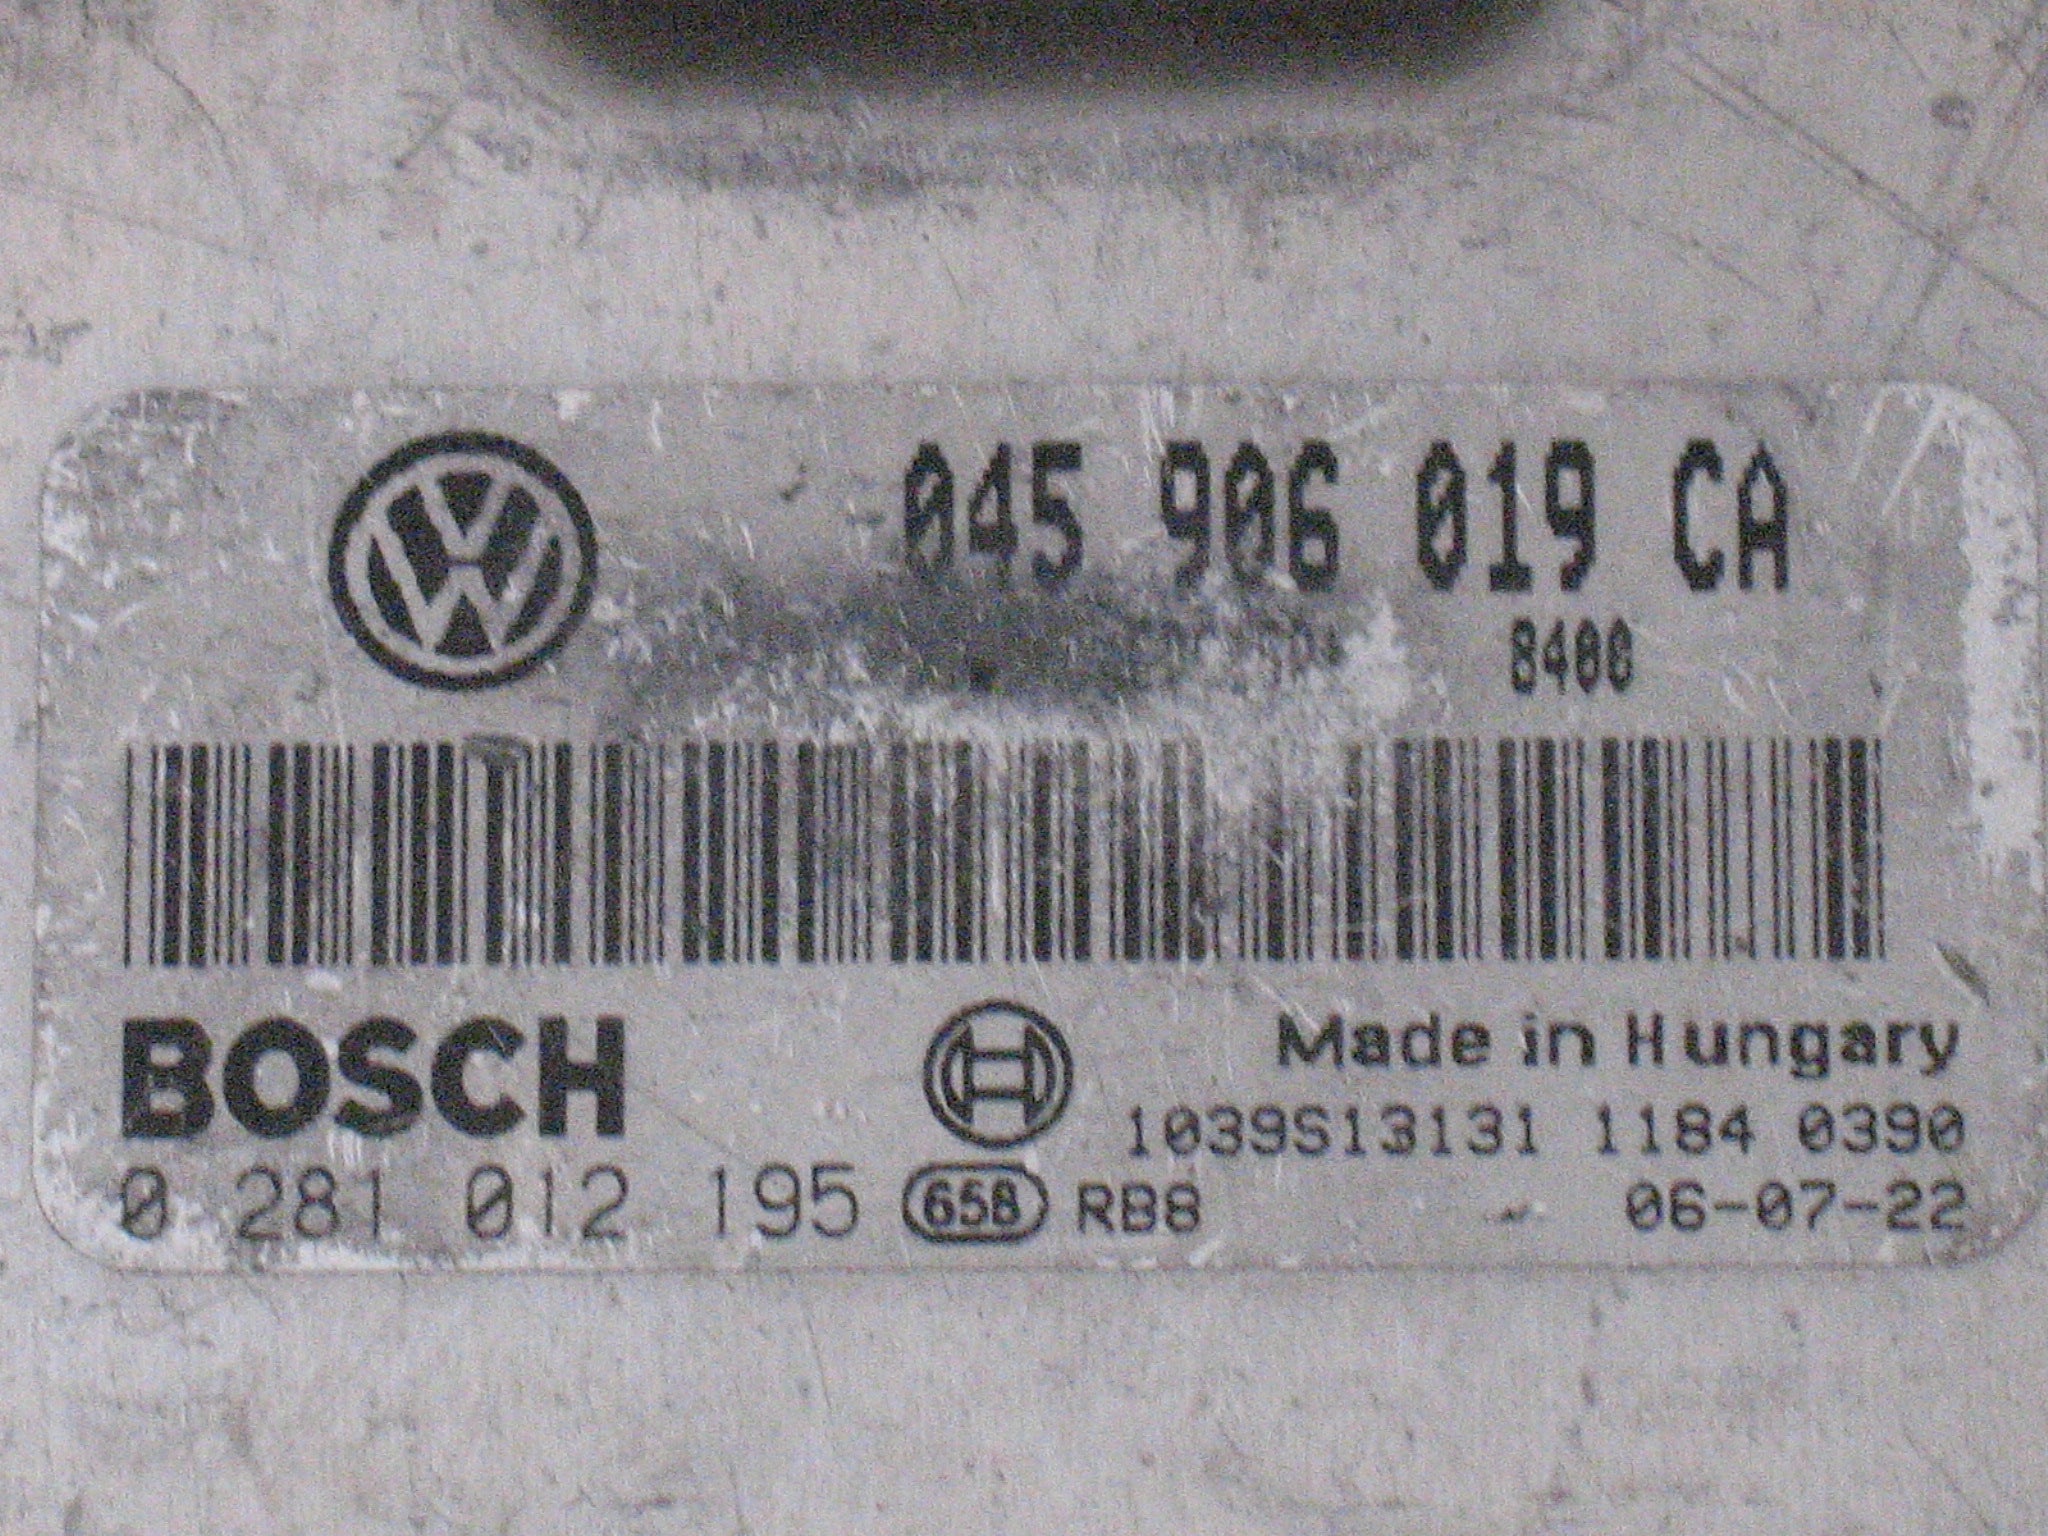 045 906 019 CA
8400
BOSCH
Made in Hungary
1039S13131 1184 0390
0 281 012 195 658 RB8 06-07-22